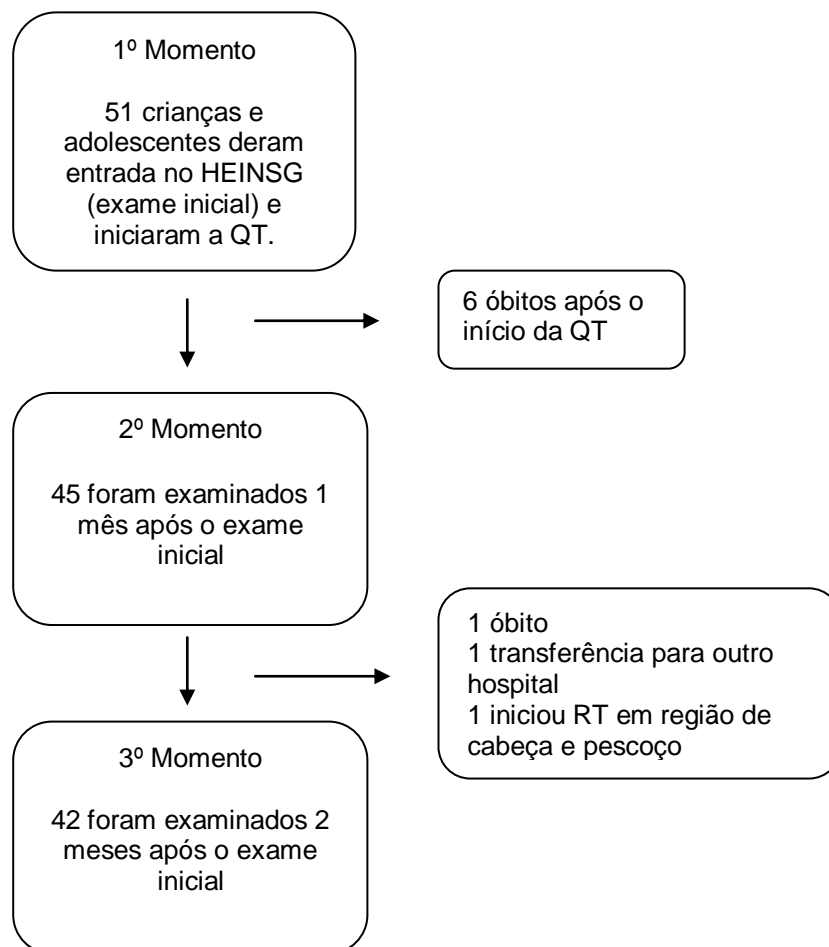 1º Momento
51 crianças e
adolescentes deram
entrada no HEINSG
(exame inicial) e
iniciaram a QT.
6 óbitos após o
início da QT
2º Momento
45 foram examinados 1
mês após o exame
inicial
1 óbito
1 transferência para outro
hospital
1 iniciou RT em região de
cabeça e pescoço
3º Momento
42 foram examinados 2
meses após o exame
inicial